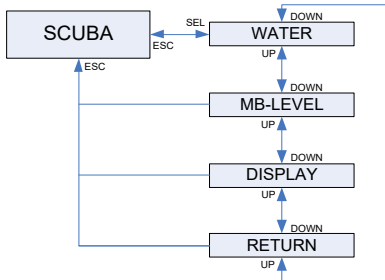 SEL
DOWN
SCUBA
WATER
ESC
UP
ESC
DOWN
MB-LEVEL
UP
DOWN
DISPLAY
UP
DOWN
RETURN
UP